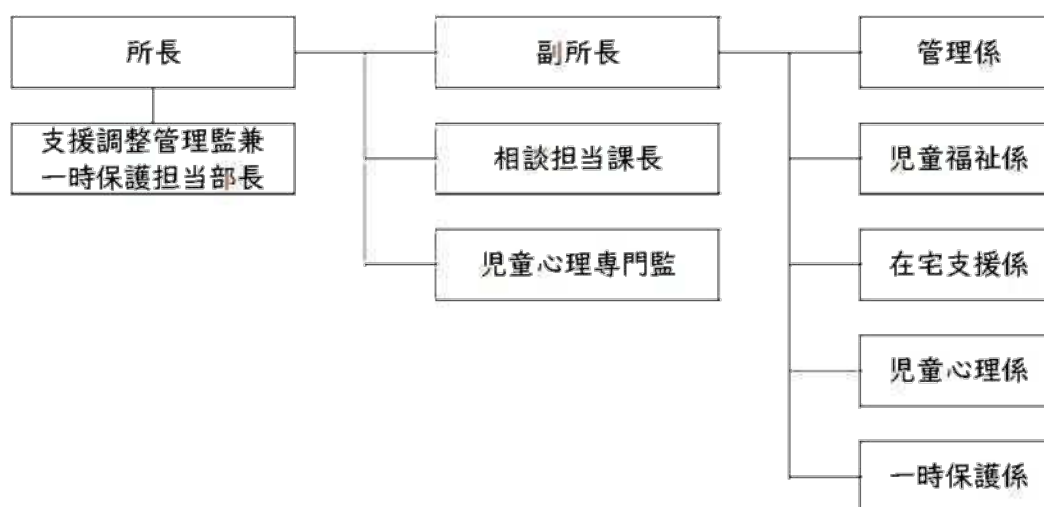 所長
副所長
管理係
支援調整管理監兼
一時保護担当部長
相談担当課長
児童福祉係
児童心理専門監
在宅支援係
児童心理係
一時保護係